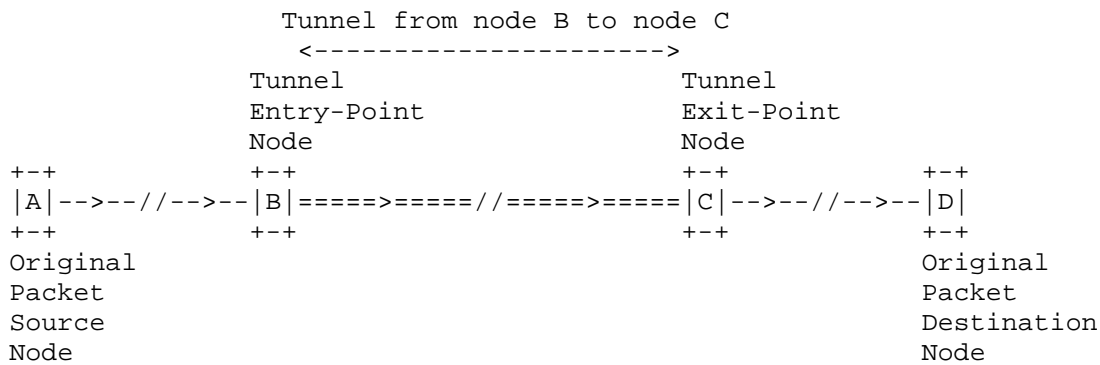 Tunnel from node B to node C
                  <---------------------->
               Tunnel                     Tunnel
               Entry-Point                Exit-Point
               Node                       Node
+-+            +-+                        +-+            +-+
|A|-->--//-->--|B|=====>=====//=====>=====|C|-->--//-->--|D|
+-+            +-+                        +-+            +-+
Original                                                 Original
Packet                                                   Packet
Source                                                   Destination
Node                                                     Node